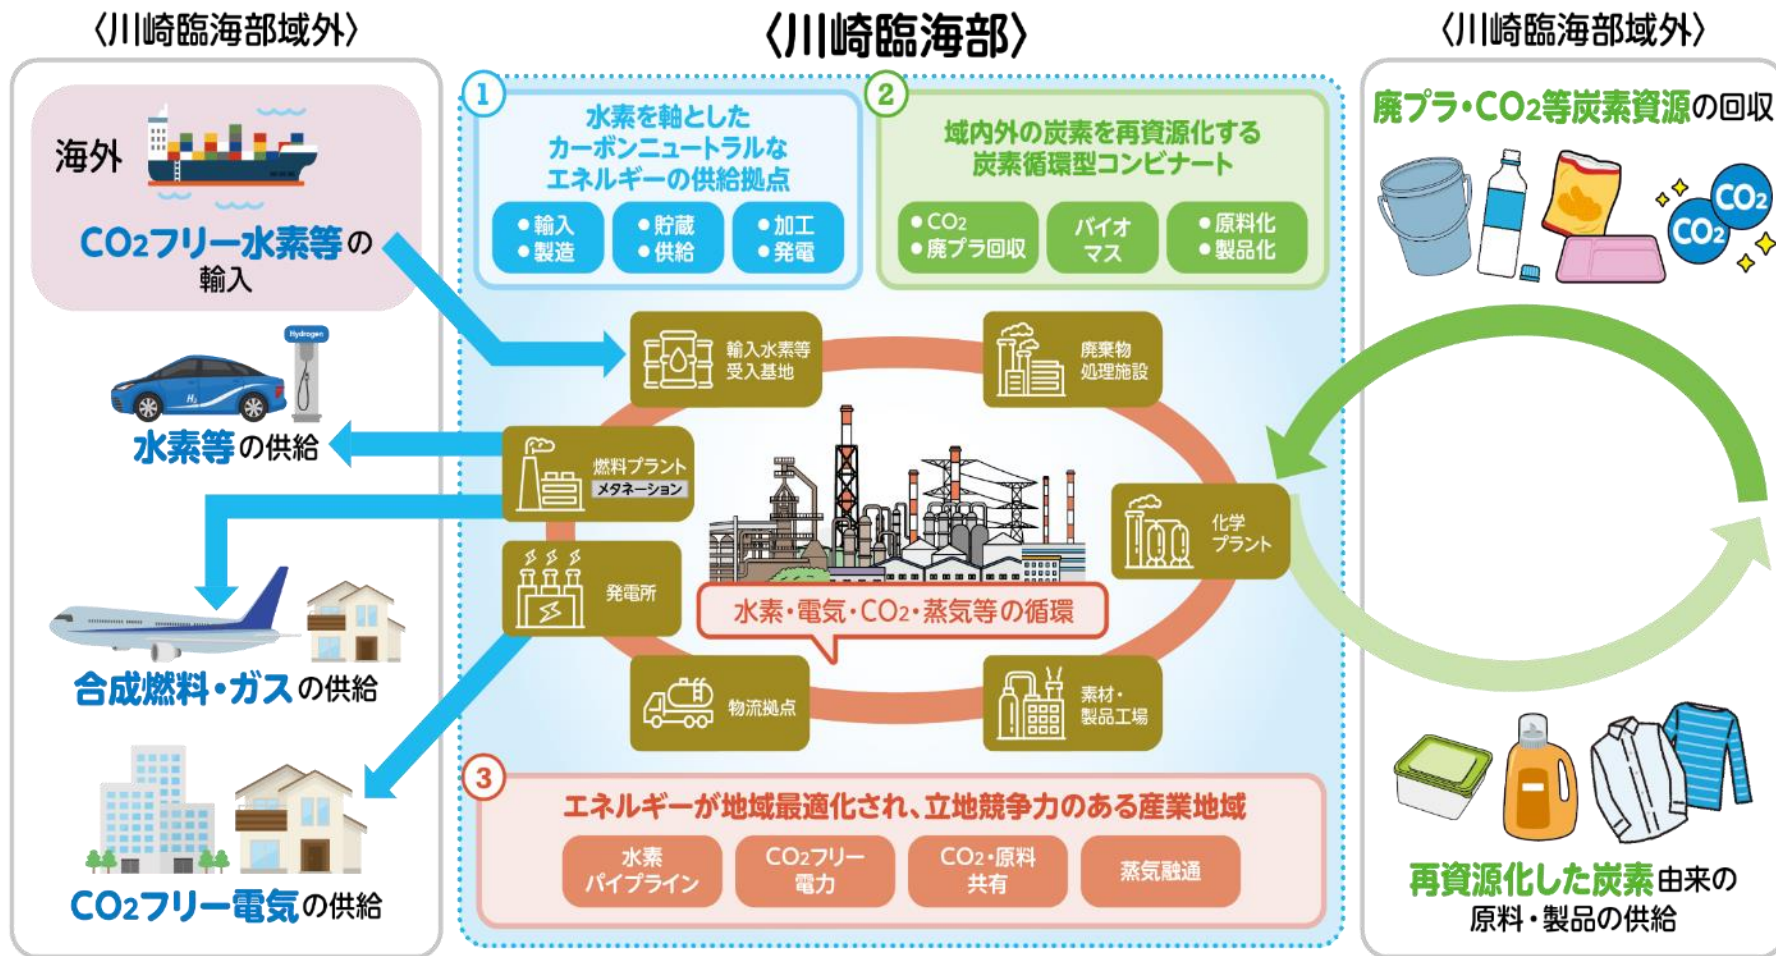 〈川崎臨海部域外〉
海外
CO2フリー水素等の
輸入
Hydrogen
H2
水素等の供給
合成燃料・ガスの供給
CO2フリー電気の供給
〈川崎臨海部〉
1
水素を軸とした
カーボンニュートラルな
エネルギーの供給拠点
●輸入
●製造
●貯蔵
●供給
●加工
●発電
2
域内外の炭素を再資源化する
炭素循環型コンビナート
●CO2
●廃プラ回収
バイオ
マス
●原料化
●製品化
輸入水素等
受入基地
廃棄物
処理施設
燃料プラント
メタネーション
化学
プラント
発電所
水素・電気・CO2・蒸気等の循環
物流拠点
素材・
製品工場
3
エネルギーが地域最適化され、立地競争力のある産業地域
水素
パイプライン
CO2フリー
電力
CO2・原料
共有
蒸気融通
〈川崎臨海部域外〉
廃プラ・CO2等炭素資源の回収
CO2
CO2
再資源化した炭素由来の
原料・製品の供給